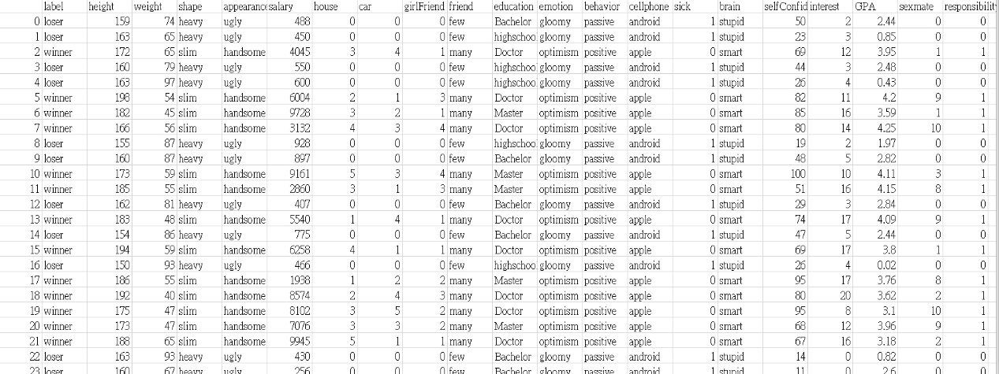 label height weight shape appearance salary house car girlFriend friend education emotion behavior cellphone sick brain selfConfid interest GPA sexmate responsibility
0 loser 159 74 heavy ugly 488 0 0 0 few Bachelor gloomy passive android 1 stupid 50 2 2.44 0 0
1 loser 163 65 heavy ugly 450 0 0 0 few highschoo gloomy passive android 1 stupid 23 3 0.85 0 0
2 winner 172 65 slim handsome 4045 3 4 1 many Doctor optimism positive apple 0 smart 69 12 3.95 1 1
3 loser 160 79 heavy ugly 550 0 0 0 few highschoo gloomy passive android 1 stupid 44 3 2.48 0 0
4 loser 163 97 heavy ugly 600 0 0 0 few highschoo gloomy passive android 1 stupid 26 4 0.43 0 0
5 winner 198 54 slim handsome 6004 2 1 3 many Doctor optimism positive apple 0 smart 82 11 4.2 9 1
6 winner 182 45 slim handsome 9728 3 2 1 many Master optimism positive apple 0 smart 85 16 3.59 1 1
7 winner 166 56 slim handsome 3132 4 3 4 many Doctor optimism positive apple 0 smart 80 14 4.25 10 1
8 loser 155 87 heavy ugly 928 0 0 0 few highschoo gloomy passive android 1 stupid 19 2 1.97 0 0
9 loser 160 87 heavy ugly 897 0 0 0 few Bachelor gloomy passive android 1 stupid 48 5 2.82 0 0
10 winner 173 59 slim handsome 9161 5 3 4 many Master optimism positive apple 0 smart 100 10 4.11 3 1
11 winner 185 55 slim handsome 2860 3 1 3 many Master optimism positive apple 0 smart 51 16 4.15 8 1
12 loser 162 81 heavy ugly 407 0 0 0 few Bachelor gloomy passive android 1 stupid 29 3 2.84 0 0
13 winner 183 48 slim handsome 5540 1 4 1 many Doctor optimism positive apple 0 smart 74 17 4.09 9 1
14 loser 154 86 heavy ugly 775 0 0 0 few Bachelor gloomy passive android 1 stupid 47 5 2.44 0 0
15 winner 194 59 slim handsome 6258 4 1 1 many Doctor optimism positive apple 0 smart 69 17 3.8 1 1
16 loser 150 93 heavy ugly 466 0 0 0 few highschoo gloomy passive android 1 stupid 26 4 0.02 0 0
17 winner 186 55 slim handsome 1938 1 2 2 many Master optimism positive apple 0 smart 95 17 3.76 8 1
18 winner 192 40 slim handsome 8574 2 4 3 many Doctor optimism positive apple 0 smart 80 20 3.62 2 1
19 winner 175 47 slim handsome 8102 3 5 2 many Doctor optimism positive apple 0 smart 95 8 3.1 10 1
20 winner 173 47 slim handsome 7076 3 3 2 many Master optimism positive apple 0 smart 68 12 3.96 9 1
21 winner 188 65 slim handsome 9945 5 1 1 many Doctor optimism positive apple 0 smart 67 16 3.18 2 1
22 loser 163 93 heavy ugly 430 0 0 0 few highschoo gloomy passive android 1 stupid 14 0 0.82 0 0
23 loser 160 67 heavy ugly 256 0 0 0 few Bachelor gloomy passive android 1 stupid 11 0 2.6 0 0